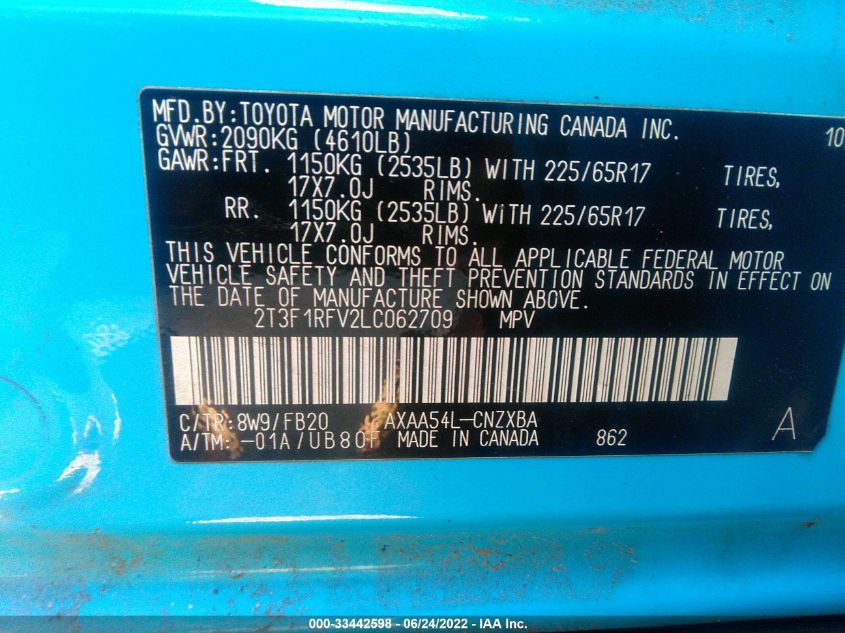 MFD.BY:TOYOTA MOTOR MANUFACTURING CANADA INC. 10
GVWR:2090KG (4610LB)
GAWR:FRT. 1150KG (2535LB) WITH 225/65R17 TIRES,
17X7.0J RIMS.
RR. 1150KG (2535LB) WiTH 225/65R17 TIRES,
17X7.0J RIMS.
THIS VEHICLE CONFORMS TO ALL APPLICABLE FEDERAL MOTOR
VEHICLE SAFETY AND THEFT PREVENTION STANDARDS IN EFFECT ON
THE DATE OF MANUFACTURE SHOWN ABOVE.
2T3F1RFV2LC062709 MPV
C/TR:8W9/FB20 AXAA54L-CNZXBA
A/TM:-01A/UB80F MADE IN CANADA 862 A
000-33442598 - 06/24/2022 - IAA Inc.